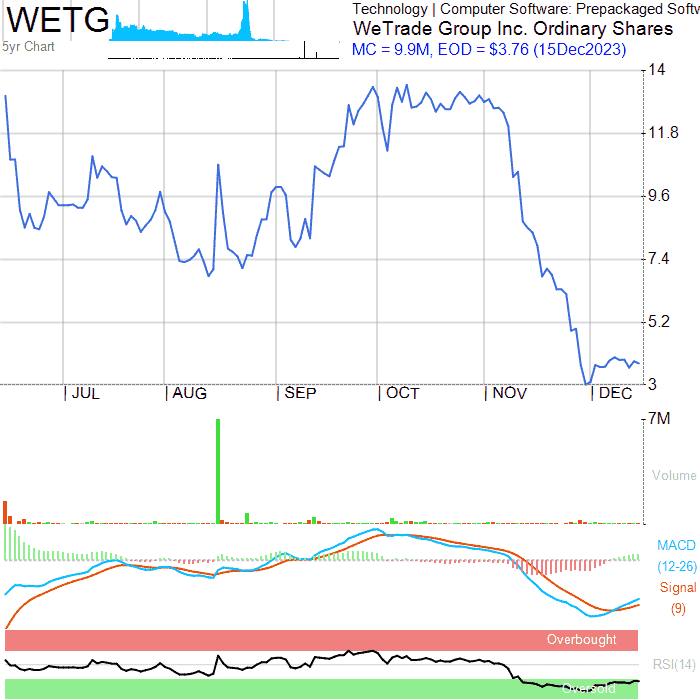 WETG
5yr Chart
Technology | Computer Software: Prepackaged Softw
WeTrade Group Inc. Ordinary Shares
MC = 9.9M, EOD = $3.76 (15Dec2023)
14
11.8
9.6
7.4
5.2
3
JUL AUG SEP OCT NOV DEC
7M
Volume
MACD
(12-26)
Signal
(9)
Overbought
RSI(14)
Oversold